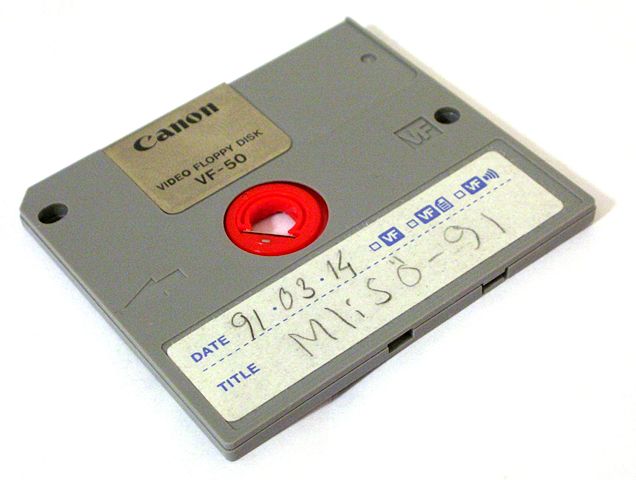 Canon
VIDEO FLOPPY DISK
VF-50
VF
VF VF VF
DATE 91.03.14
TITLE MliSö-91